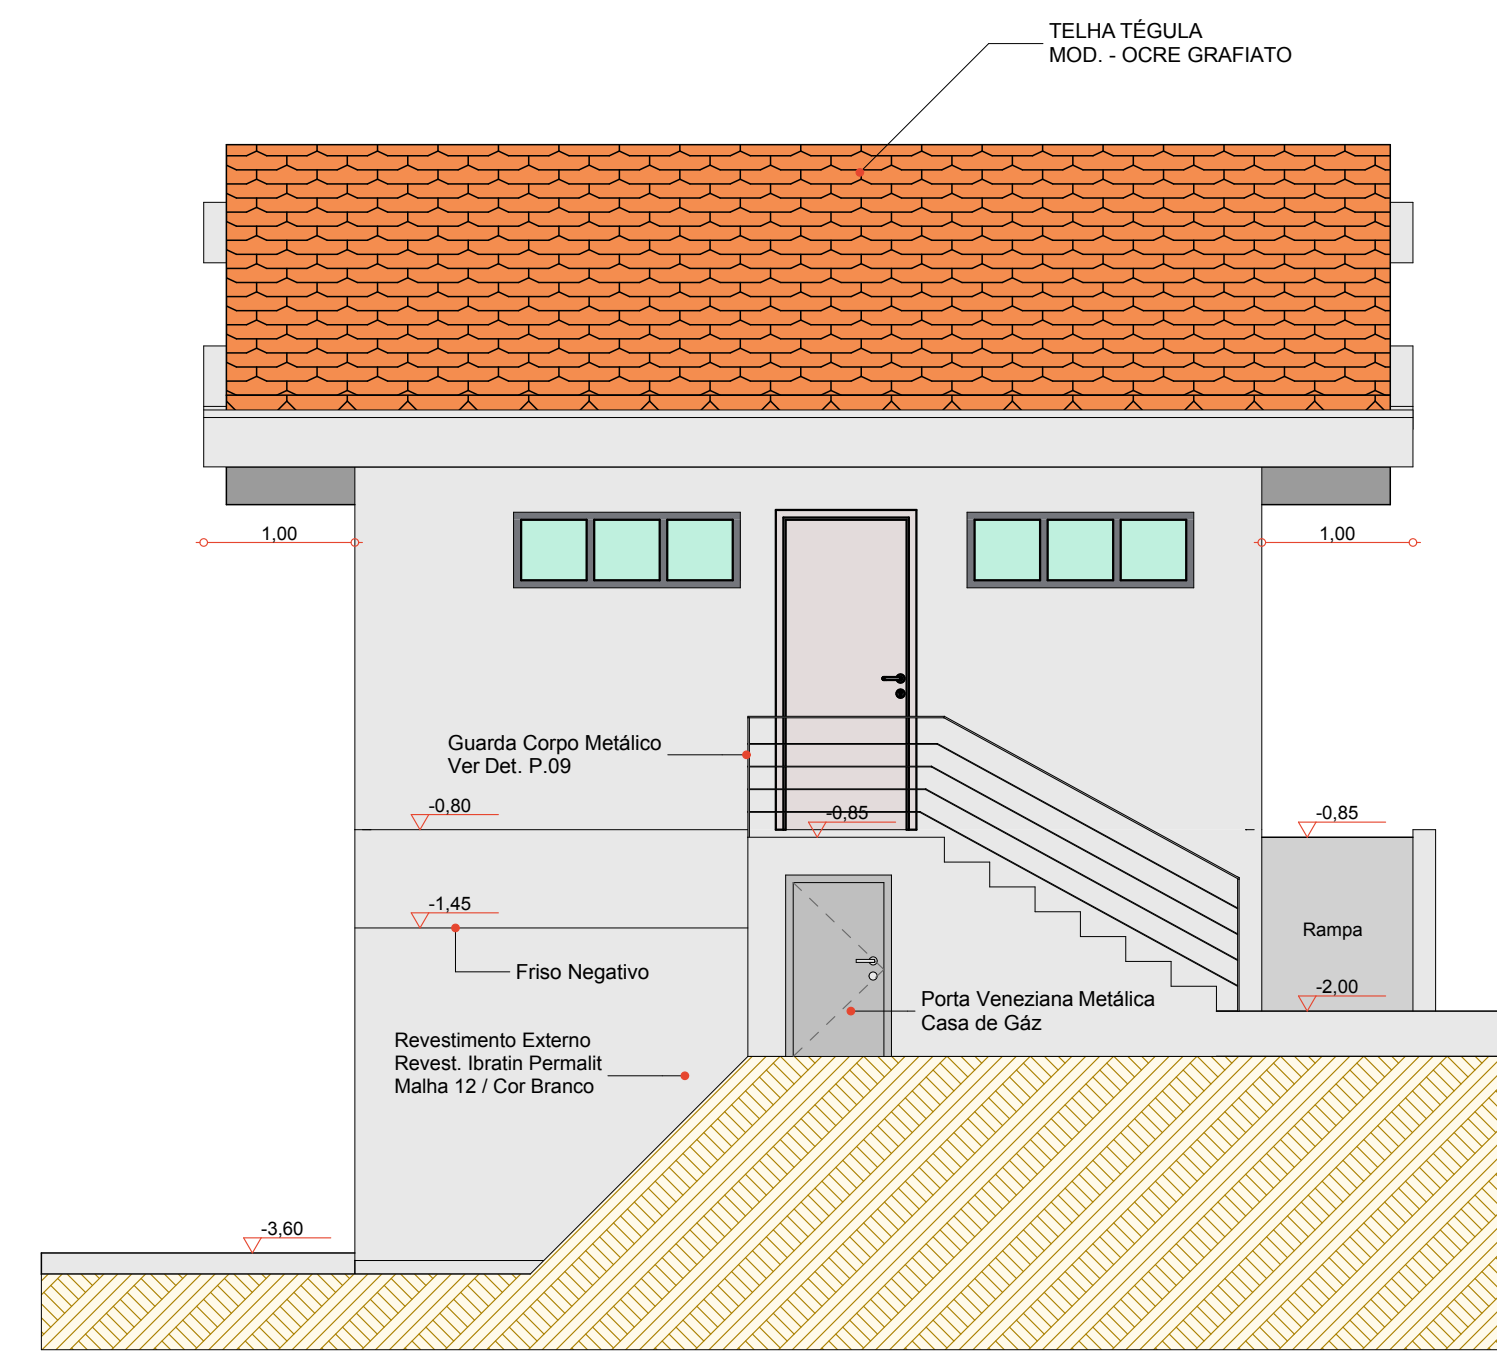 TELHA TÉGULA
MOD. - OCRE GRAFIATO
1,00
1,00
Guarda Corpo Metálico
Ver Det. P.09
-0,80
-0,85
-0,85
-1,45
Friso Negativo
Rampa
-2,00
Porta Veneziana Metálica
Casa de Gáz
Revestimento Externo
Revest. Ibratin Permalit
Malha 12 / Cor Branco
-3,60